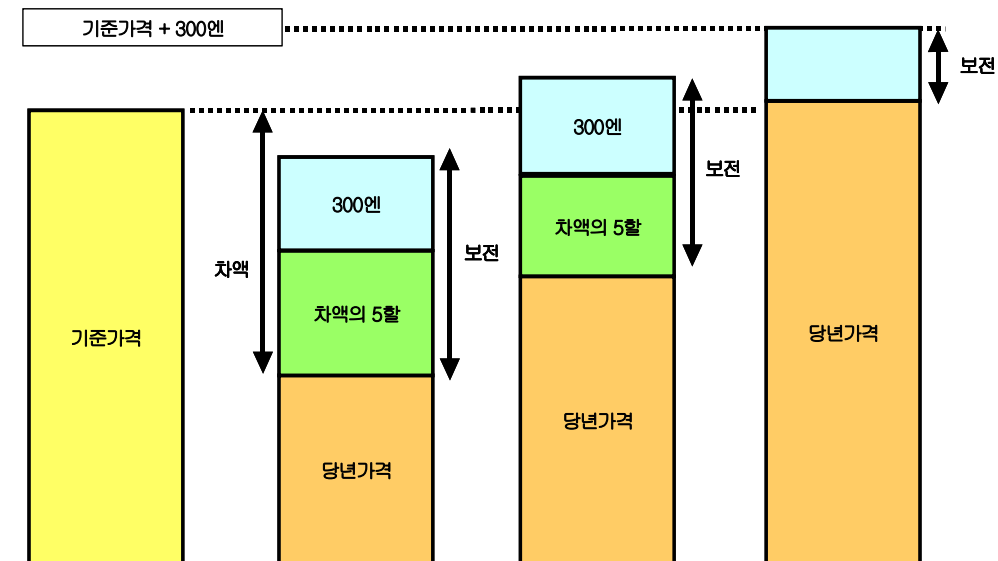 기준가격 + 300엔
보전
300엔
보전
300엔
차액의 5할
보전
차액
차액의 5할
기준가격
당년가격
당년가격
당년가격